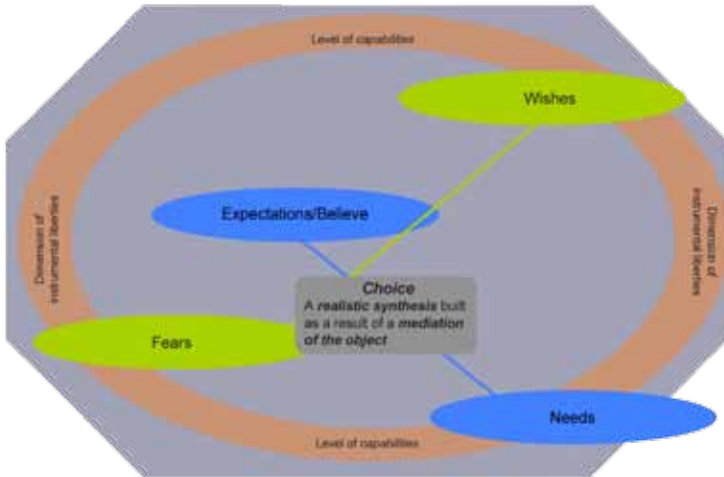 Level of capabilities
Wishes
Expectations/Believe
Dimension of
instrumental liberties
Dimension of
instrumental liberties
Choice
A realistic synthesis built
as a result of a mediation
of the object
Fears
Needs
Level of capabilities